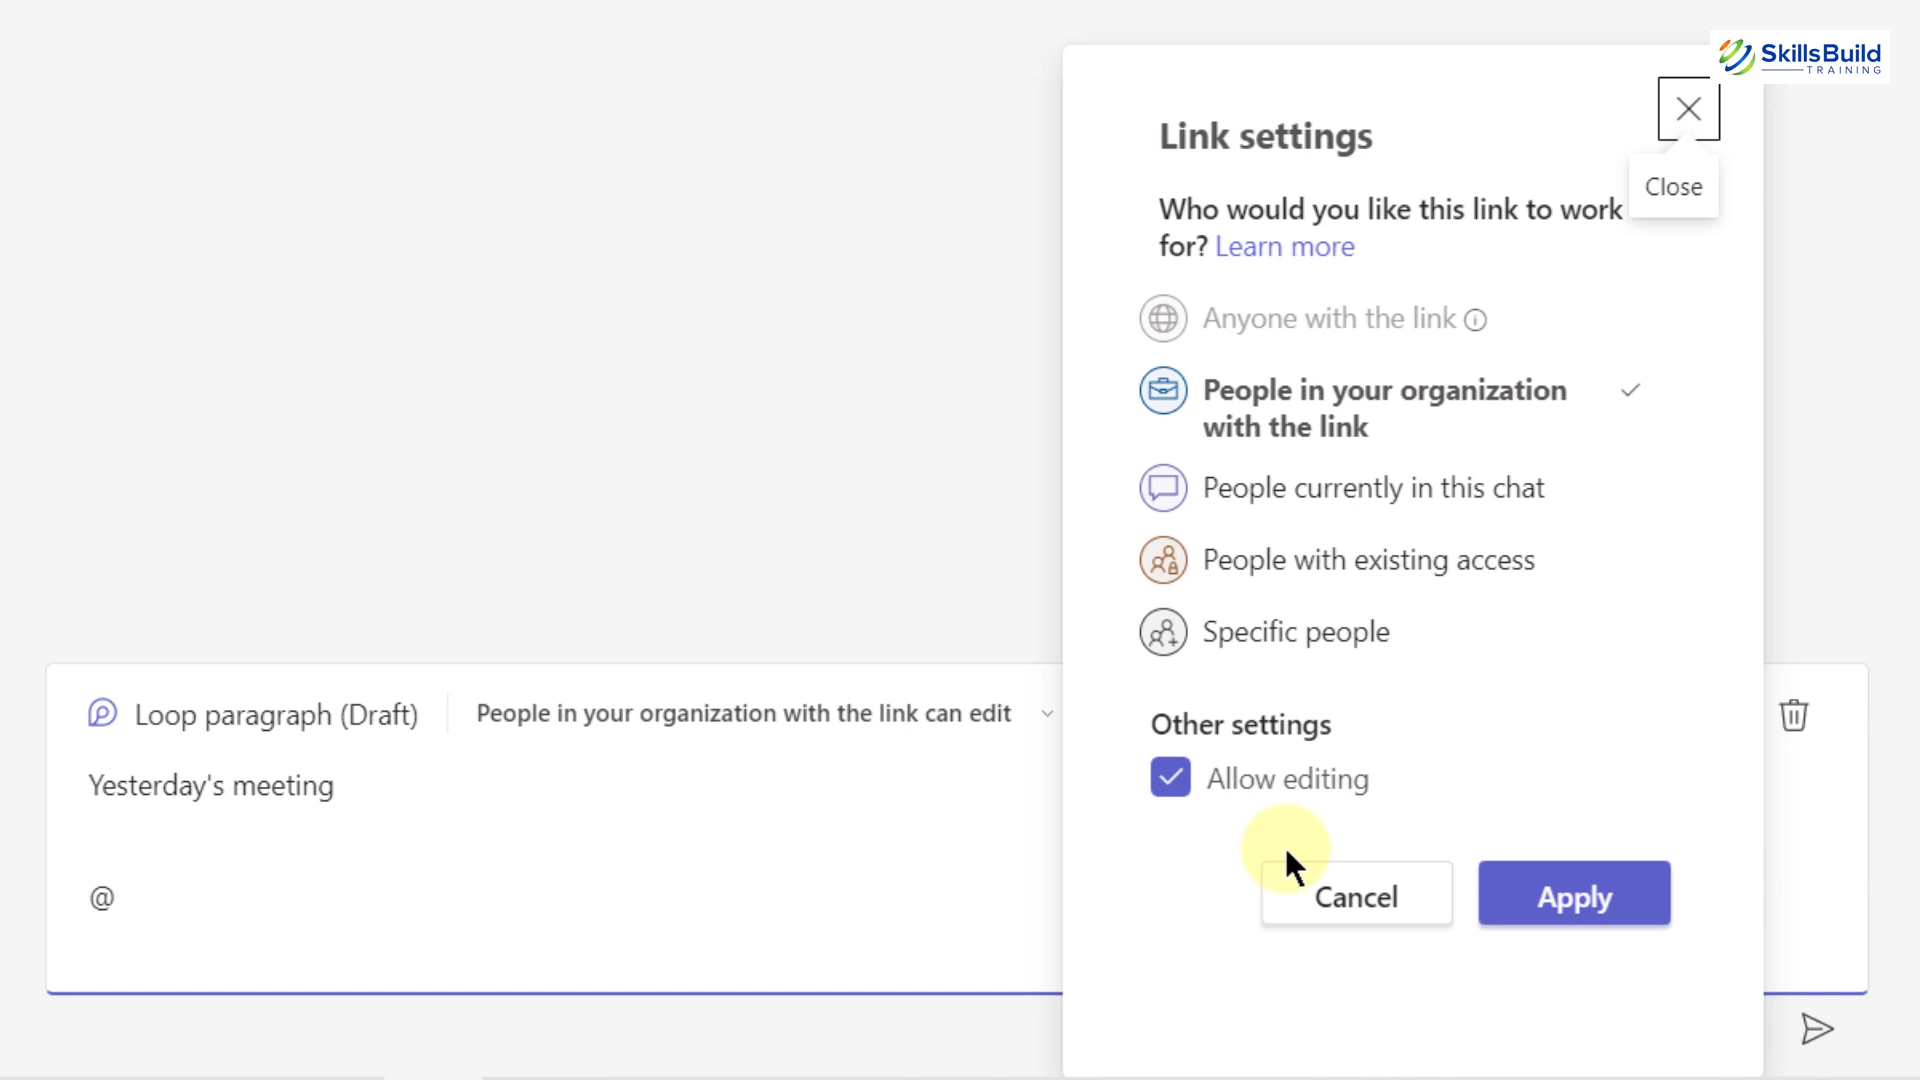 SkillsBuild
TRAINING
Link settings
Close
Who would you like this link to work
for? Learn more
Anyone with the link
People in your organization
with the link
People currently in this chat
People with existing access
Specific people
Loop paragraph (Draft)
People in your organization with the link can edit
Yesterday's meeting
@
Other settings
Allow editing
Cancel
Apply